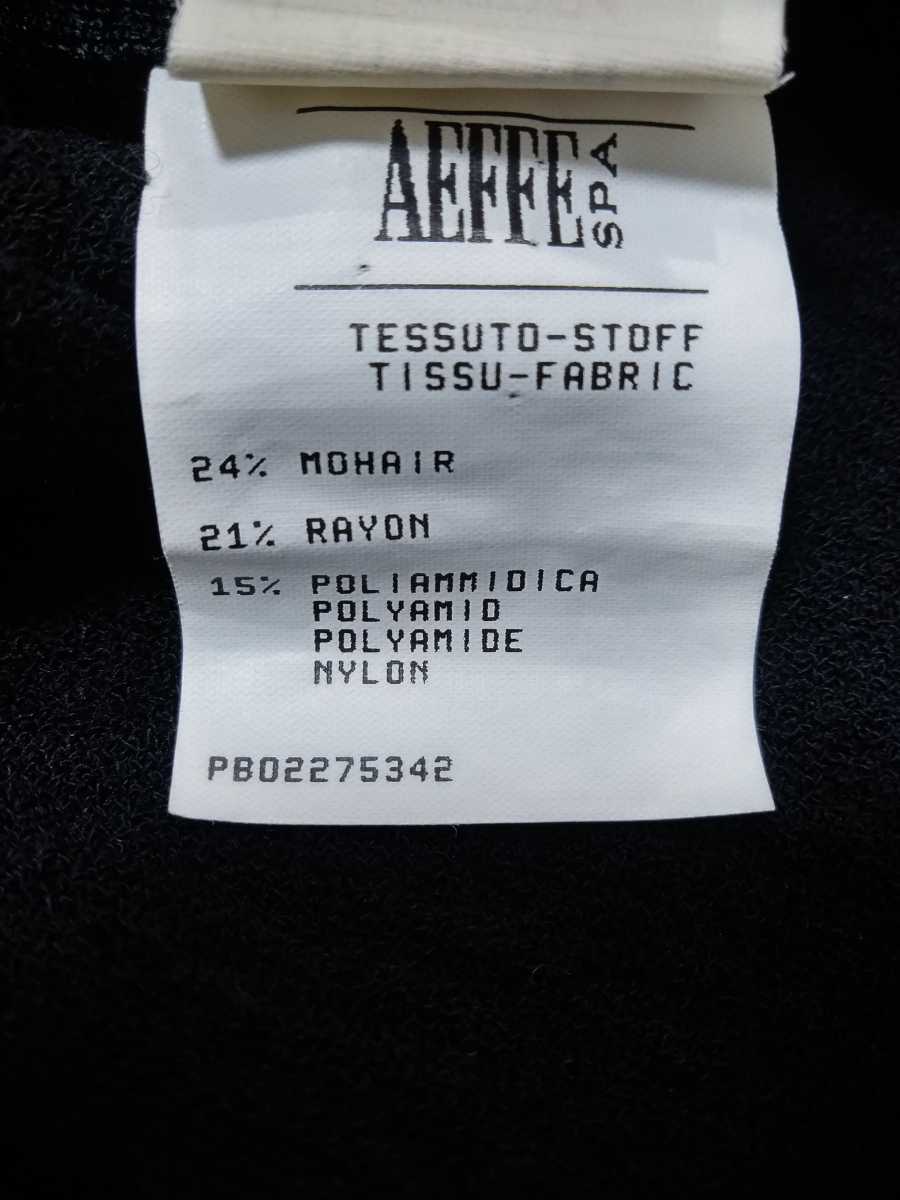 AEFFE SPA
TESSUTO-STOFF
TISSU-FABRIC
24% MOHAIR
21% RAYON
15% POLIAMMIDICA
POLYAMID
POLYAMIDE
NYLON
PB02275342